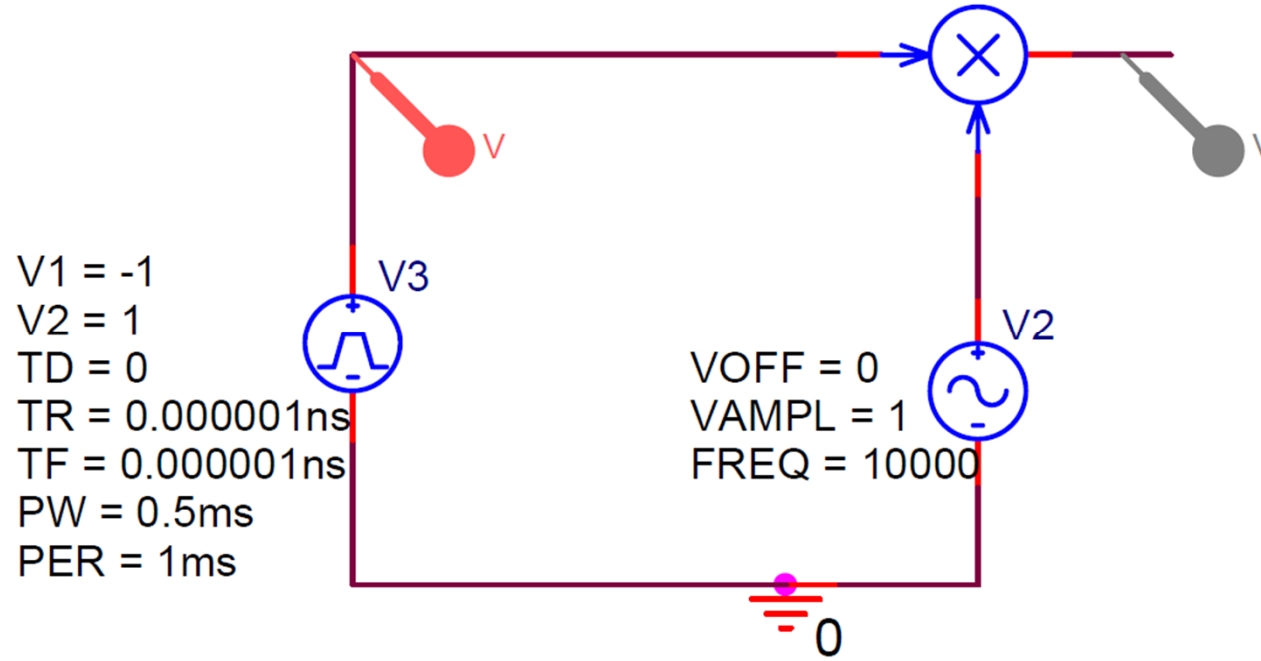 V
V
V1 = -1
V2 = 1
TD = 0
TR = 0.000001ns
TF = 0.000001ns
PW = 0.5ms
PER = 1ms
V3
V2
VOFF = 0
VAMPL = 1
FREQ = 10000
0